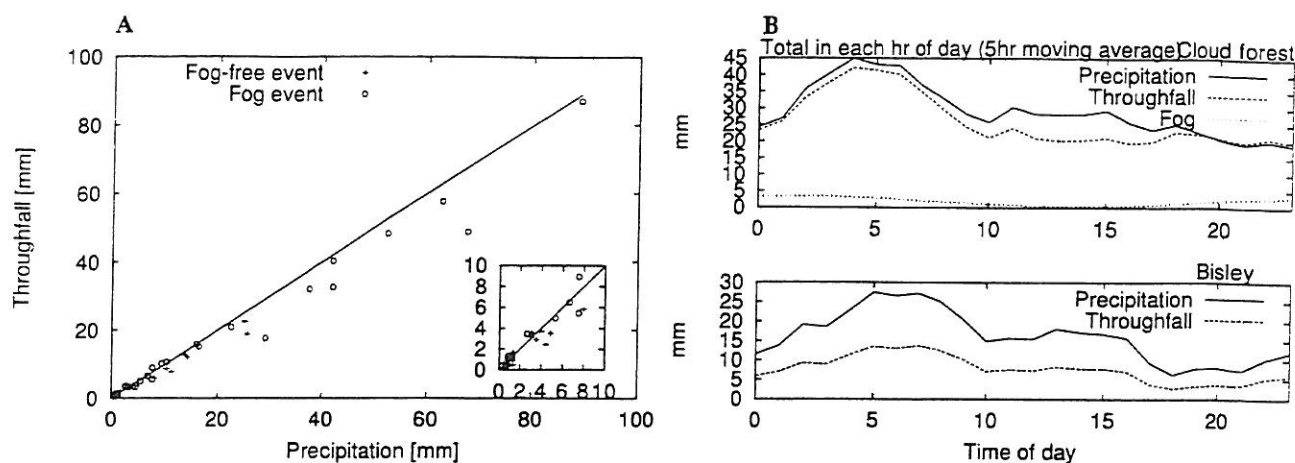 A
Fog-free event
Fog event
Throughfall [mm]
100
80
60
40
20
0
10
8
6
4
2
0
0 2 4 6 8 10
0 20 40 60 80 100
Precipitation [mm]
B
Total in each hr of day (5hr moving average) Cloud forest
Precipitation
Throughfall
Fog
mm
45
40
35
30
25
20
15
10
5
0
0 5 10 15 20
Bisley
Precipitation
Throughfall
mm
30
25
20
15
10
5
0
0 5 10 15 20
Time of day